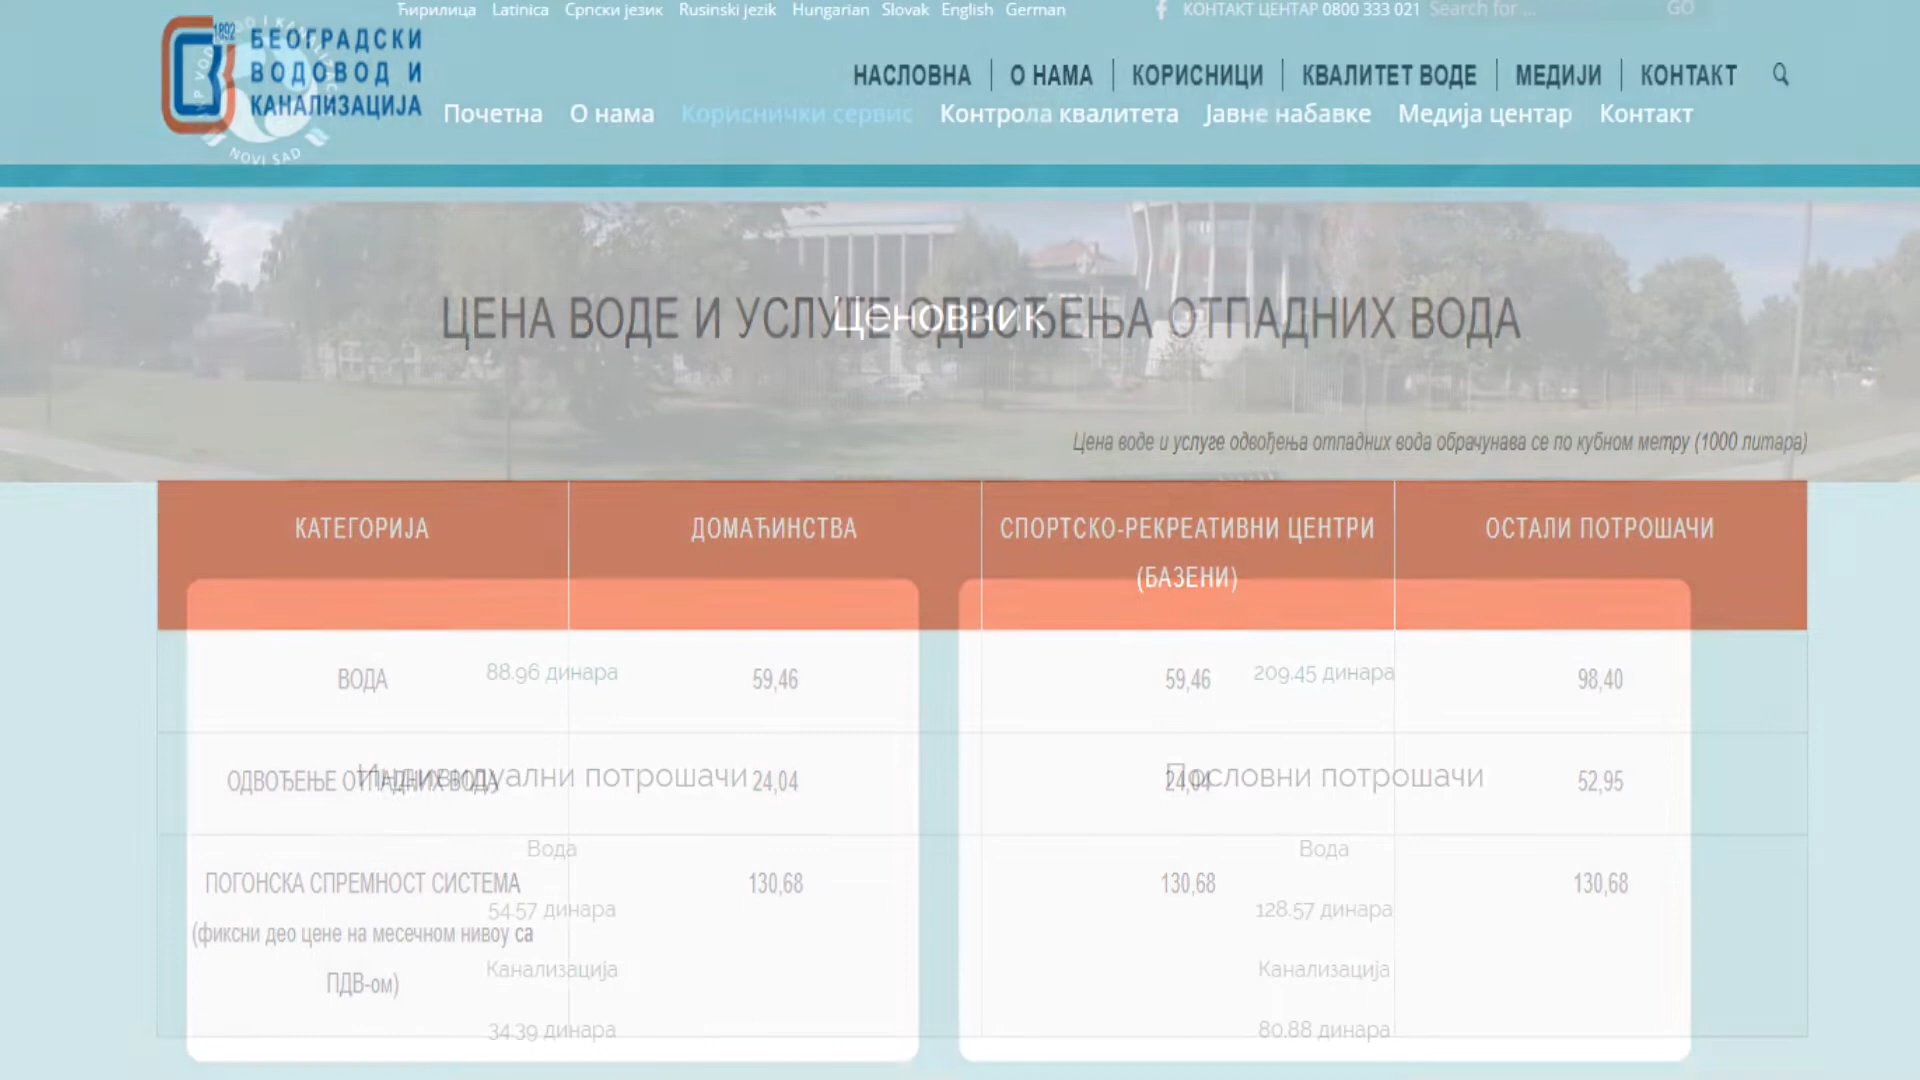 Ћирилица Latinica Српски језик Rusinski jezik Hungarian Slovak English German
КОНТАКТ ЦЕНТАР 0800 333 021 Search for ... GO
1892
БЕОГРАДСКИ
ВОДОВОД И
КАНАЛИЗАЦИЈА
NOVI SAD
НАСЛОВНА О НАМА КОРИСНИЦИ КВАЛИТЕТ ВОДЕ МЕДИЈИ КОНТАКТ
Почетна О нама Кориснички сервис Контрола квалитета Јавне набавке Медија центар Контакт
ЦЕНА ВОДЕ И УСЛУГЕ ОДВОЂЕЊА ОТПАДНИХ ВОДА
Ценовник
Цена воде и услуге одвођења отпадних вода обрачунава се по кубном метру (1000 литара)
КАТЕГОРИЈА ДОМАЋИНСТВА СПОРТСКО-РЕКРЕАТИВНИ ЦЕНТРИ ОСТАЛИ ПОТРОШАЧИ
(БАЗЕНИ)
88.96 динара 209.45 динара
ВОДА 59,46 59,46 98,40
Индивидуални потрошачи Пословни потрошачи
ОДВОЂЕЊЕ ОТПАДНИХ ВОДА 24,04 24,04 52,95
Вода Вода
ПОГОНСКА СПРЕМНОСТ СИСТЕМА 130,68 130,68 130,68
54.57 динара 128.57 динара
(фиксни део цене на месечном нивоу са
Канализација Канализација
ПДВ-ом)
34.39 динара 80.88 динара